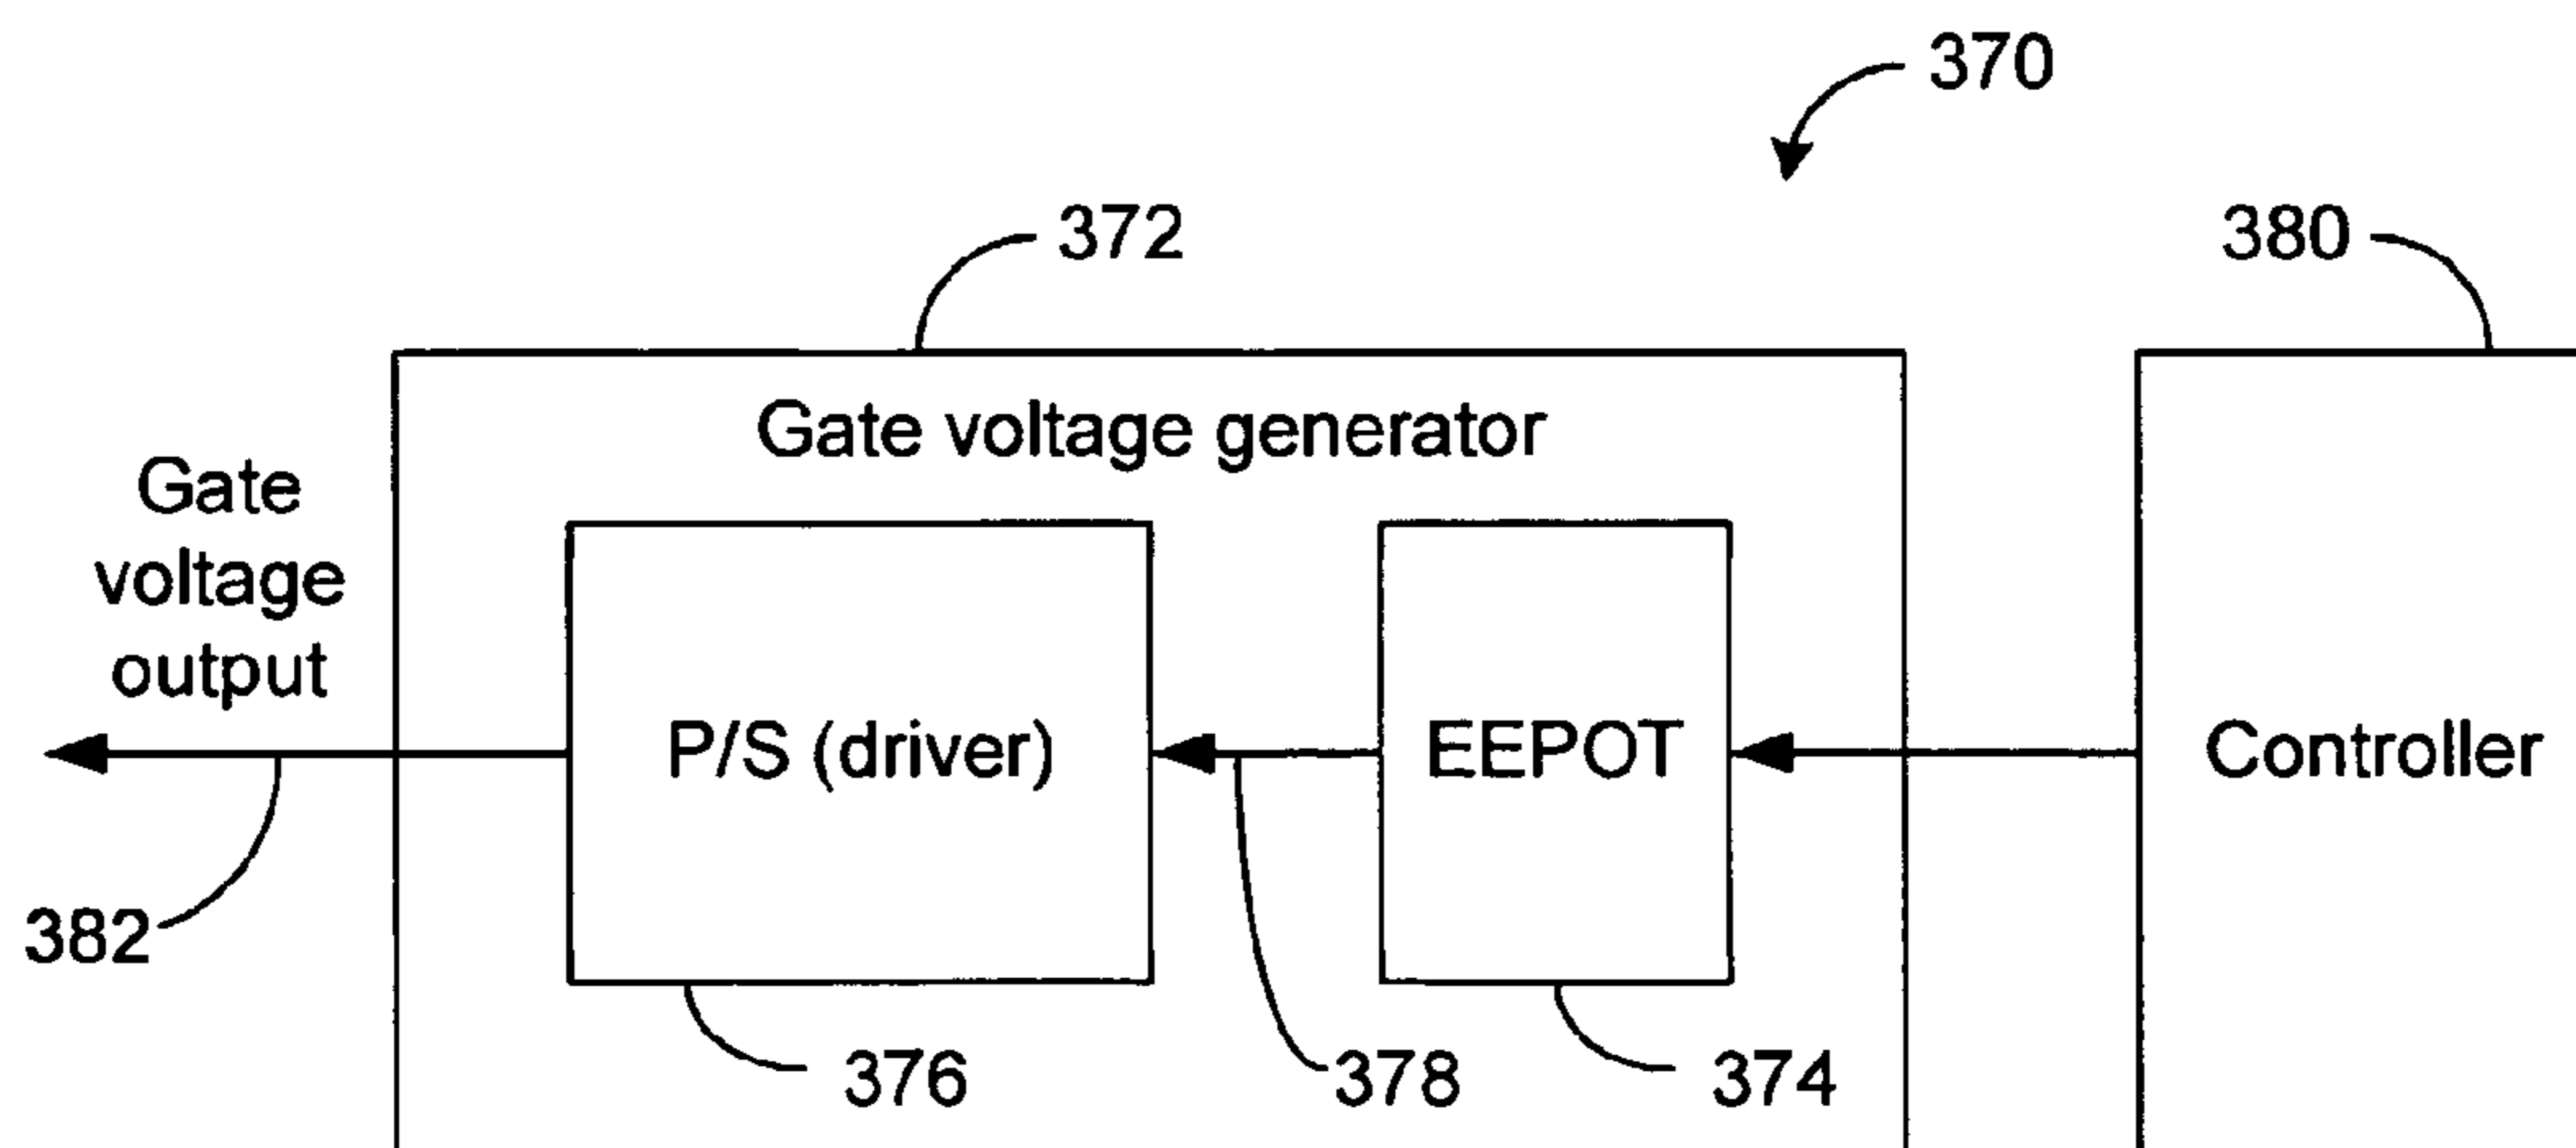 370
372
380
Gate voltage generator
Gate
voltage
output
P/S (driver)
EEPOT
Controller
382
376
378
374